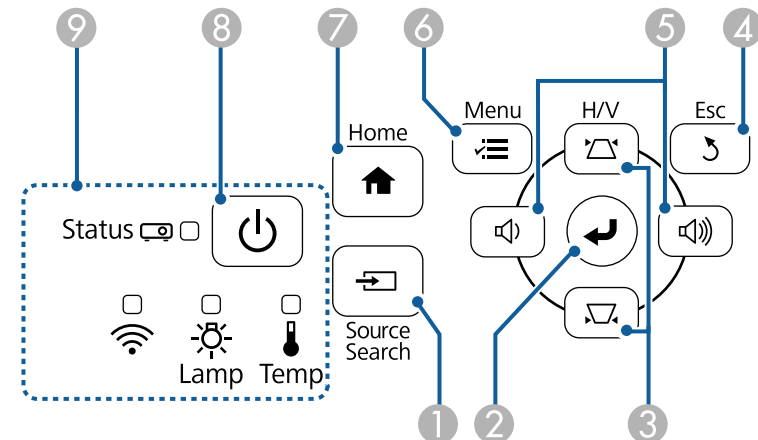 9
8
7
6
5
4
Menu
H/V
Esc
Home
Status
Source
Search
Lamp
Temp
1
2
3